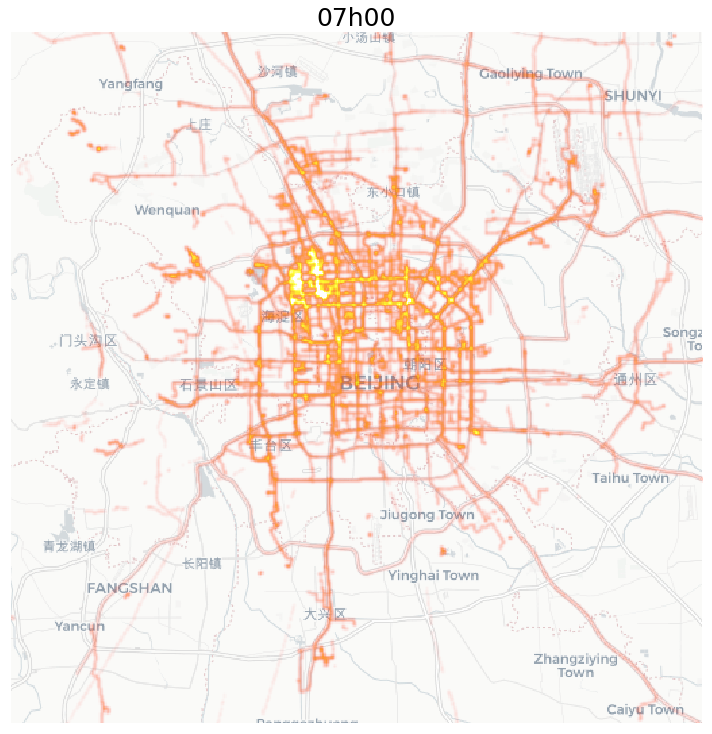 07h00
小汤山镇
沙河镇
Gaoliying Town
Yangfang
SHUNYI
上庄
东小口镇
Wenquan
海淀区
门头沟区
Songz
To
朝阳区
BEIJING
永定镇
石景山区
通州区
丰台区
Taihu Town
Jiugong Town
青龙湖镇
长阳镇
Yinghai Town
FANGSHAN
大兴区
Yancun
Zhangziying
Town
Caiyu Town